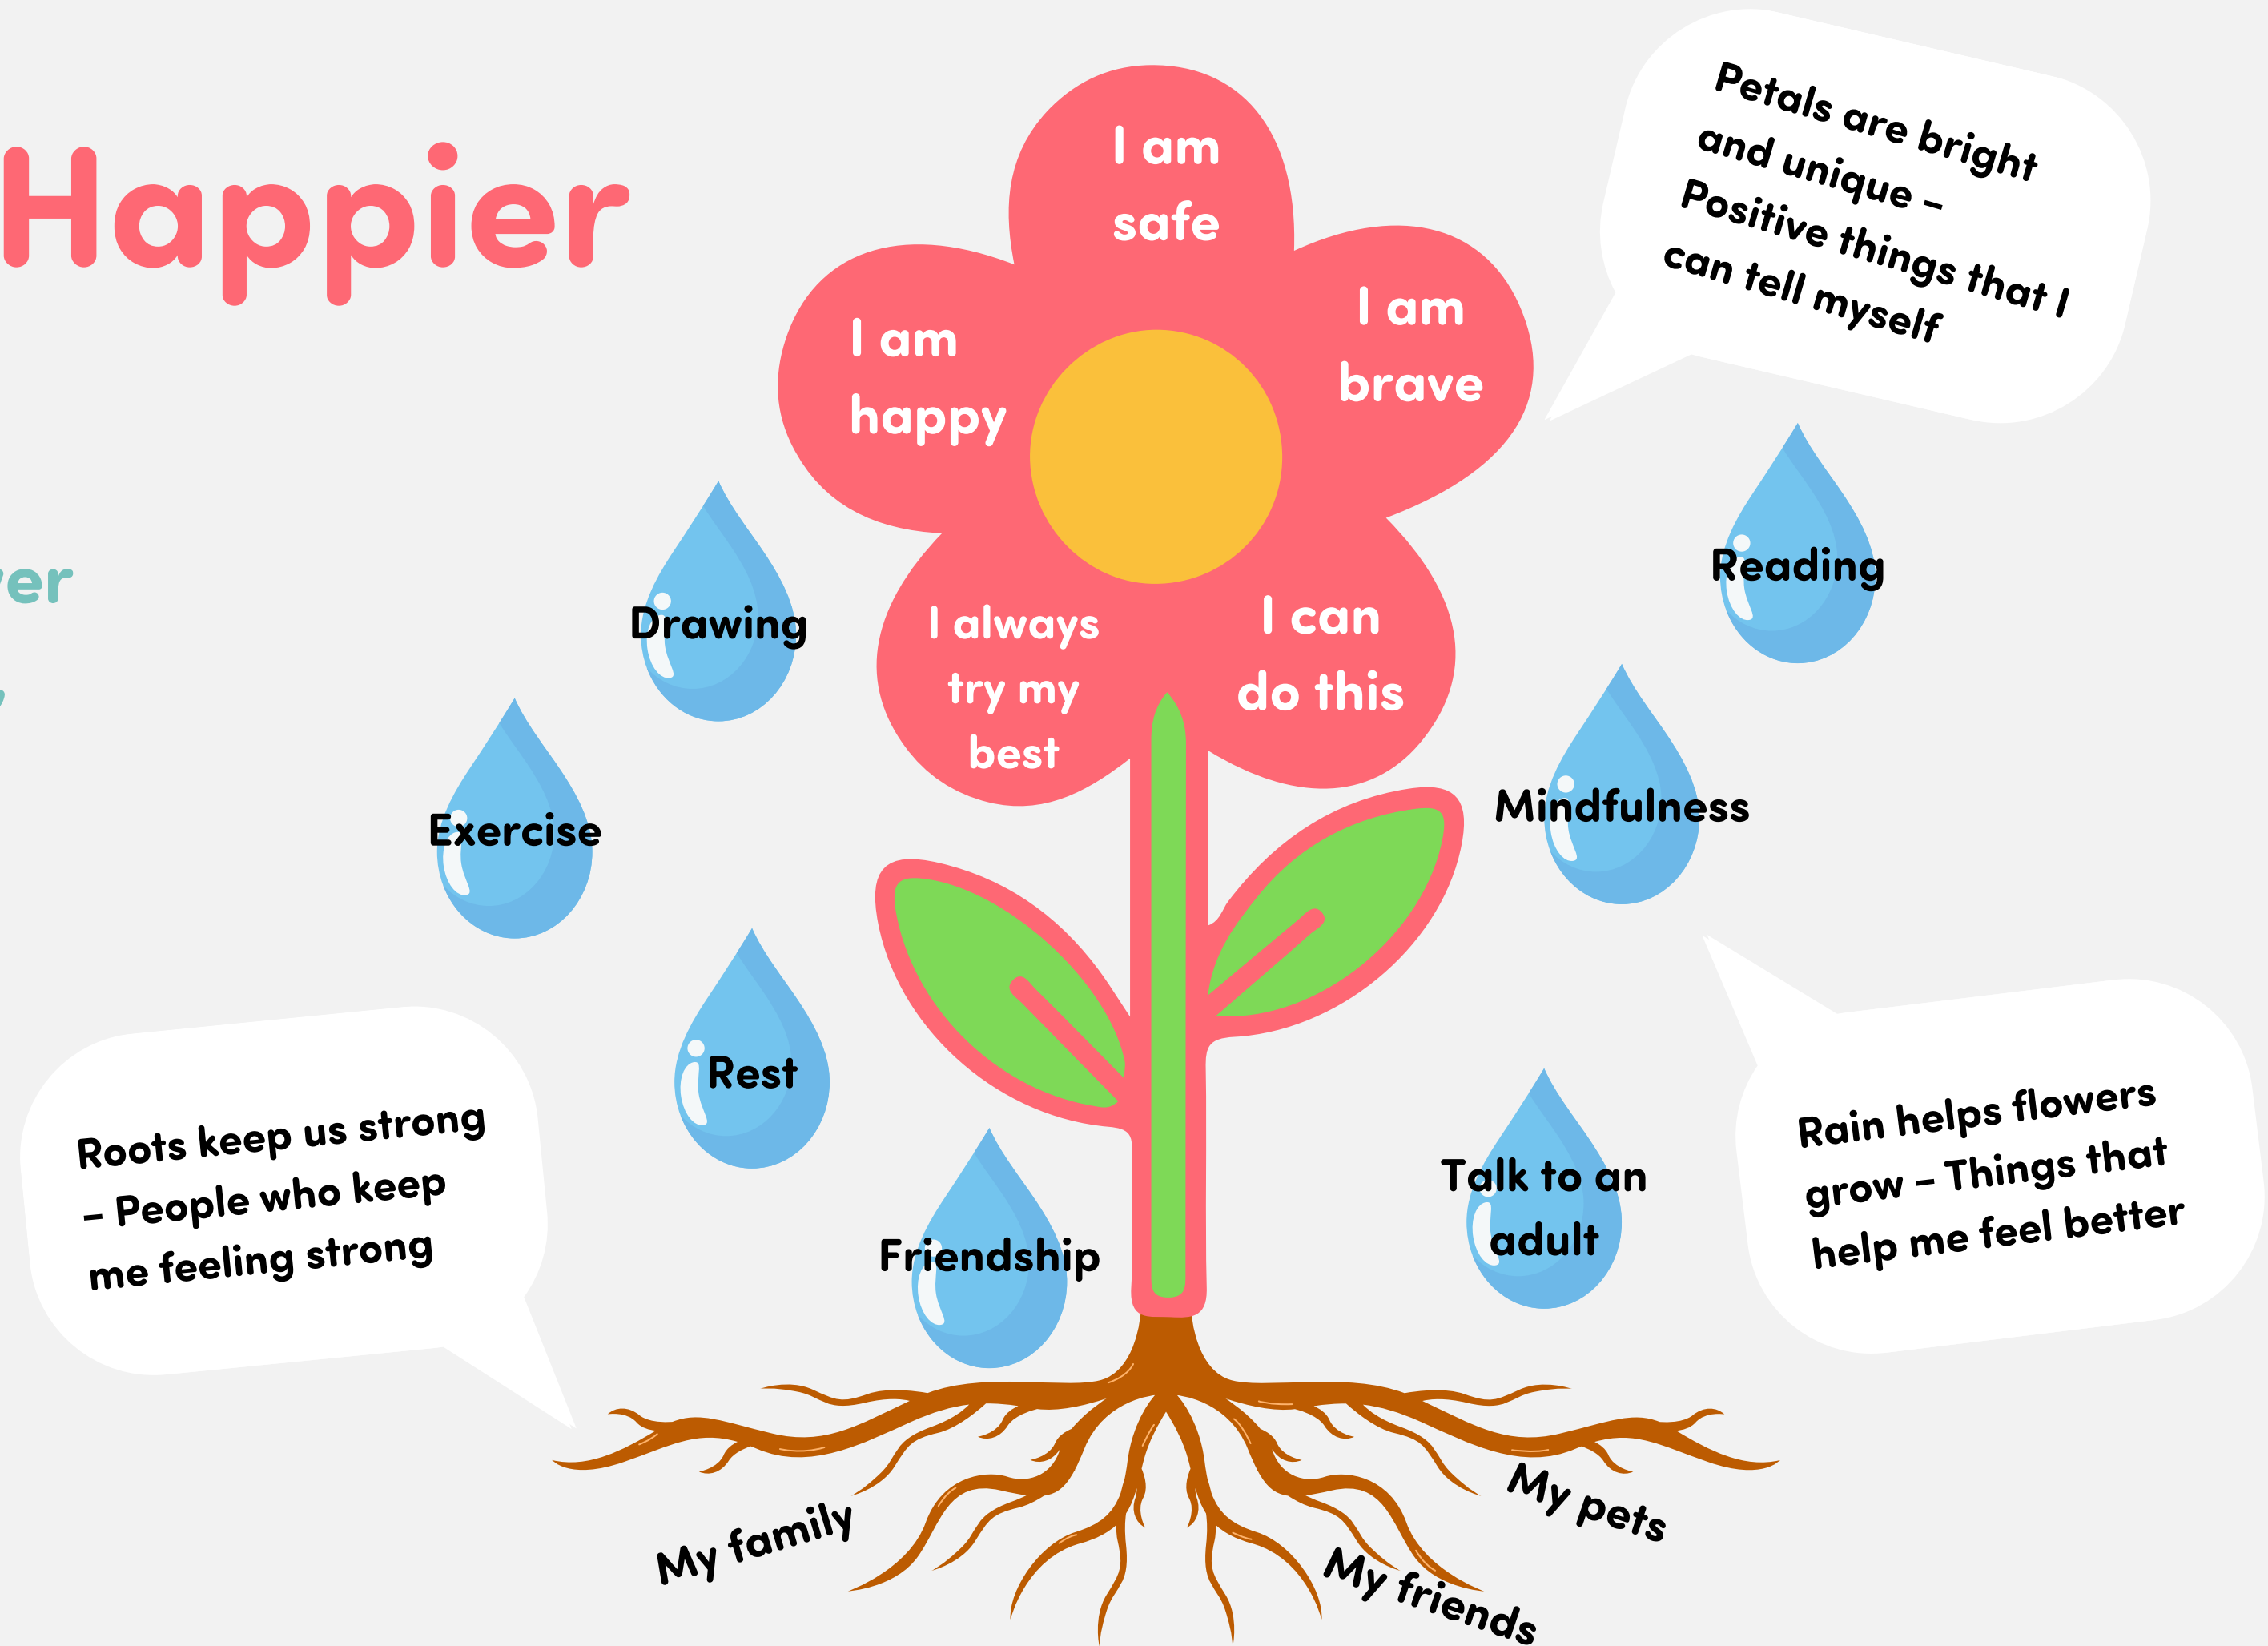 Happier
er
I am
safe
I am
happy
I am
brave
I always
try my
best
I can
do this
Petals are bright
and unique –
Positive things that I
can tell myself
Drawing
Reading
Exercise
Mindfulness
Rest
Friendship
Talk to an
adult
Roots keep us strong
– People who keep
me feeling strong
Rain helps flowers
grow – Things that
help me feel better
My family
My friends
My pets